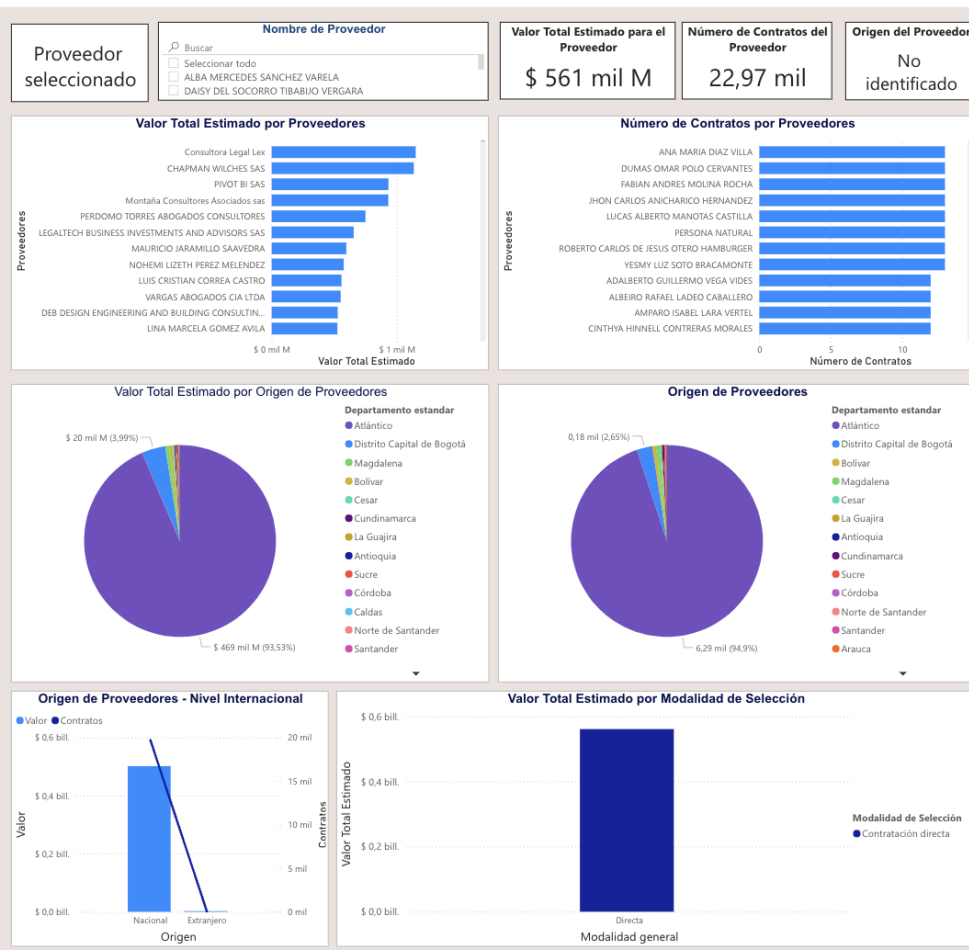 Proveedor
seleccionado
Nombre de Proveedor
Buscar
Seleccionar todo
ALBA MERCEDES SANCHEZ VARELA
DAISY DEL SOCORRO TIBABIJO VERGARA
Valor Total Estimado para el
Proveedor
$ 561 mil M
Número de Contratos del
Proveedor
22,97 mil
Origen del Proveedor
No
identificado
Valor Total Estimado por Proveedores
Proveedores
Consultora Legal Lex
CHAPMAN WILCHES SAS
PIVOT BI SAS
Montaña Consultores Asociados sas
PERDOMO TORRES ABOGADOS CONSULTORES
LEGALTECH BUSINESS INVESTMENTS AND ADVISORS SAS
MAURICIO JARAMILLO SAAVEDRA
NOHEMI LIZETH PEREZ MELENDEZ
LUIS CRISTIAN CORREA CASTRO
VARGAS ABOGADOS CIA LTDA
DEB DESIGN ENGINEERING AND BUILDING CONSULTIN...
LINA MARCELA GOMEZ AVILA
$ 0 mil M
$ 1 mil M
Valor Total Estimado
Número de Contratos por Proveedores
Proveedores
ANA MARIA DIAZ VILLA
DUMAS OMAR POLO CERVANTES
FABIAN ANDRES MOLINA ROCHA
JHON CARLOS ANICHARICO HERNANDEZ
LUCAS ALBERTO MANOTAS CASTILLA
PERSONA NATURAL
ROBERTO CARLOS DE JESUS OTERO HAMBURGER
YESMY LUZ SOTO BRACAMONTE
ADALBERTO GUILLERMO VEGA VIDES
ALBEIRO RAFAEL LADEO CABALLERO
AMPARO ISABEL LARA VERTEL
CINTHYA HINNELL CONTRERAS MORALES
0
5
10
Número de Contratos
Valor Total Estimado por Origen de Proveedores
$ 20 mil M (3,99%)
$ 469 mil M (93,53%)
Departamento estandar
Atlántico
Distrito Capital de Bogotá
Magdalena
Bolívar
Cesar
Cundinamarca
La Guajira
Antioquia
Sucre
Córdoba
Caldas
Norte de Santander
Santander
Origen de Proveedores
0,18 mil (2,65%)
6,29 mil (94,9%)
Departamento estandar
Atlántico
Distrito Capital de Bogotá
Bolívar
Magdalena
Cesar
La Guajira
Antioquia
Cundinamarca
Sucre
Córdoba
Norte de Santander
Santander
Arauca
Origen de Proveedores - Nivel Internacional
Valor
Contratos
$ 0,6 bill.
$ 0,4 bill.
$ 0,2 bill.
$ 0,0 bill.
Valor
20 mil
15 mil
10 mil
5 mil
0 mil
Contratos
Nacional
Extranjero
Origen
Valor Total Estimado por Modalidad de Selección
Valor Total Estimado
$ 0,6 bill.
$ 0,4 bill.
$ 0,2 bill.
$ 0,0 bill.
Directa
Modalidad general
Modalidad de Selección
Contratación directa